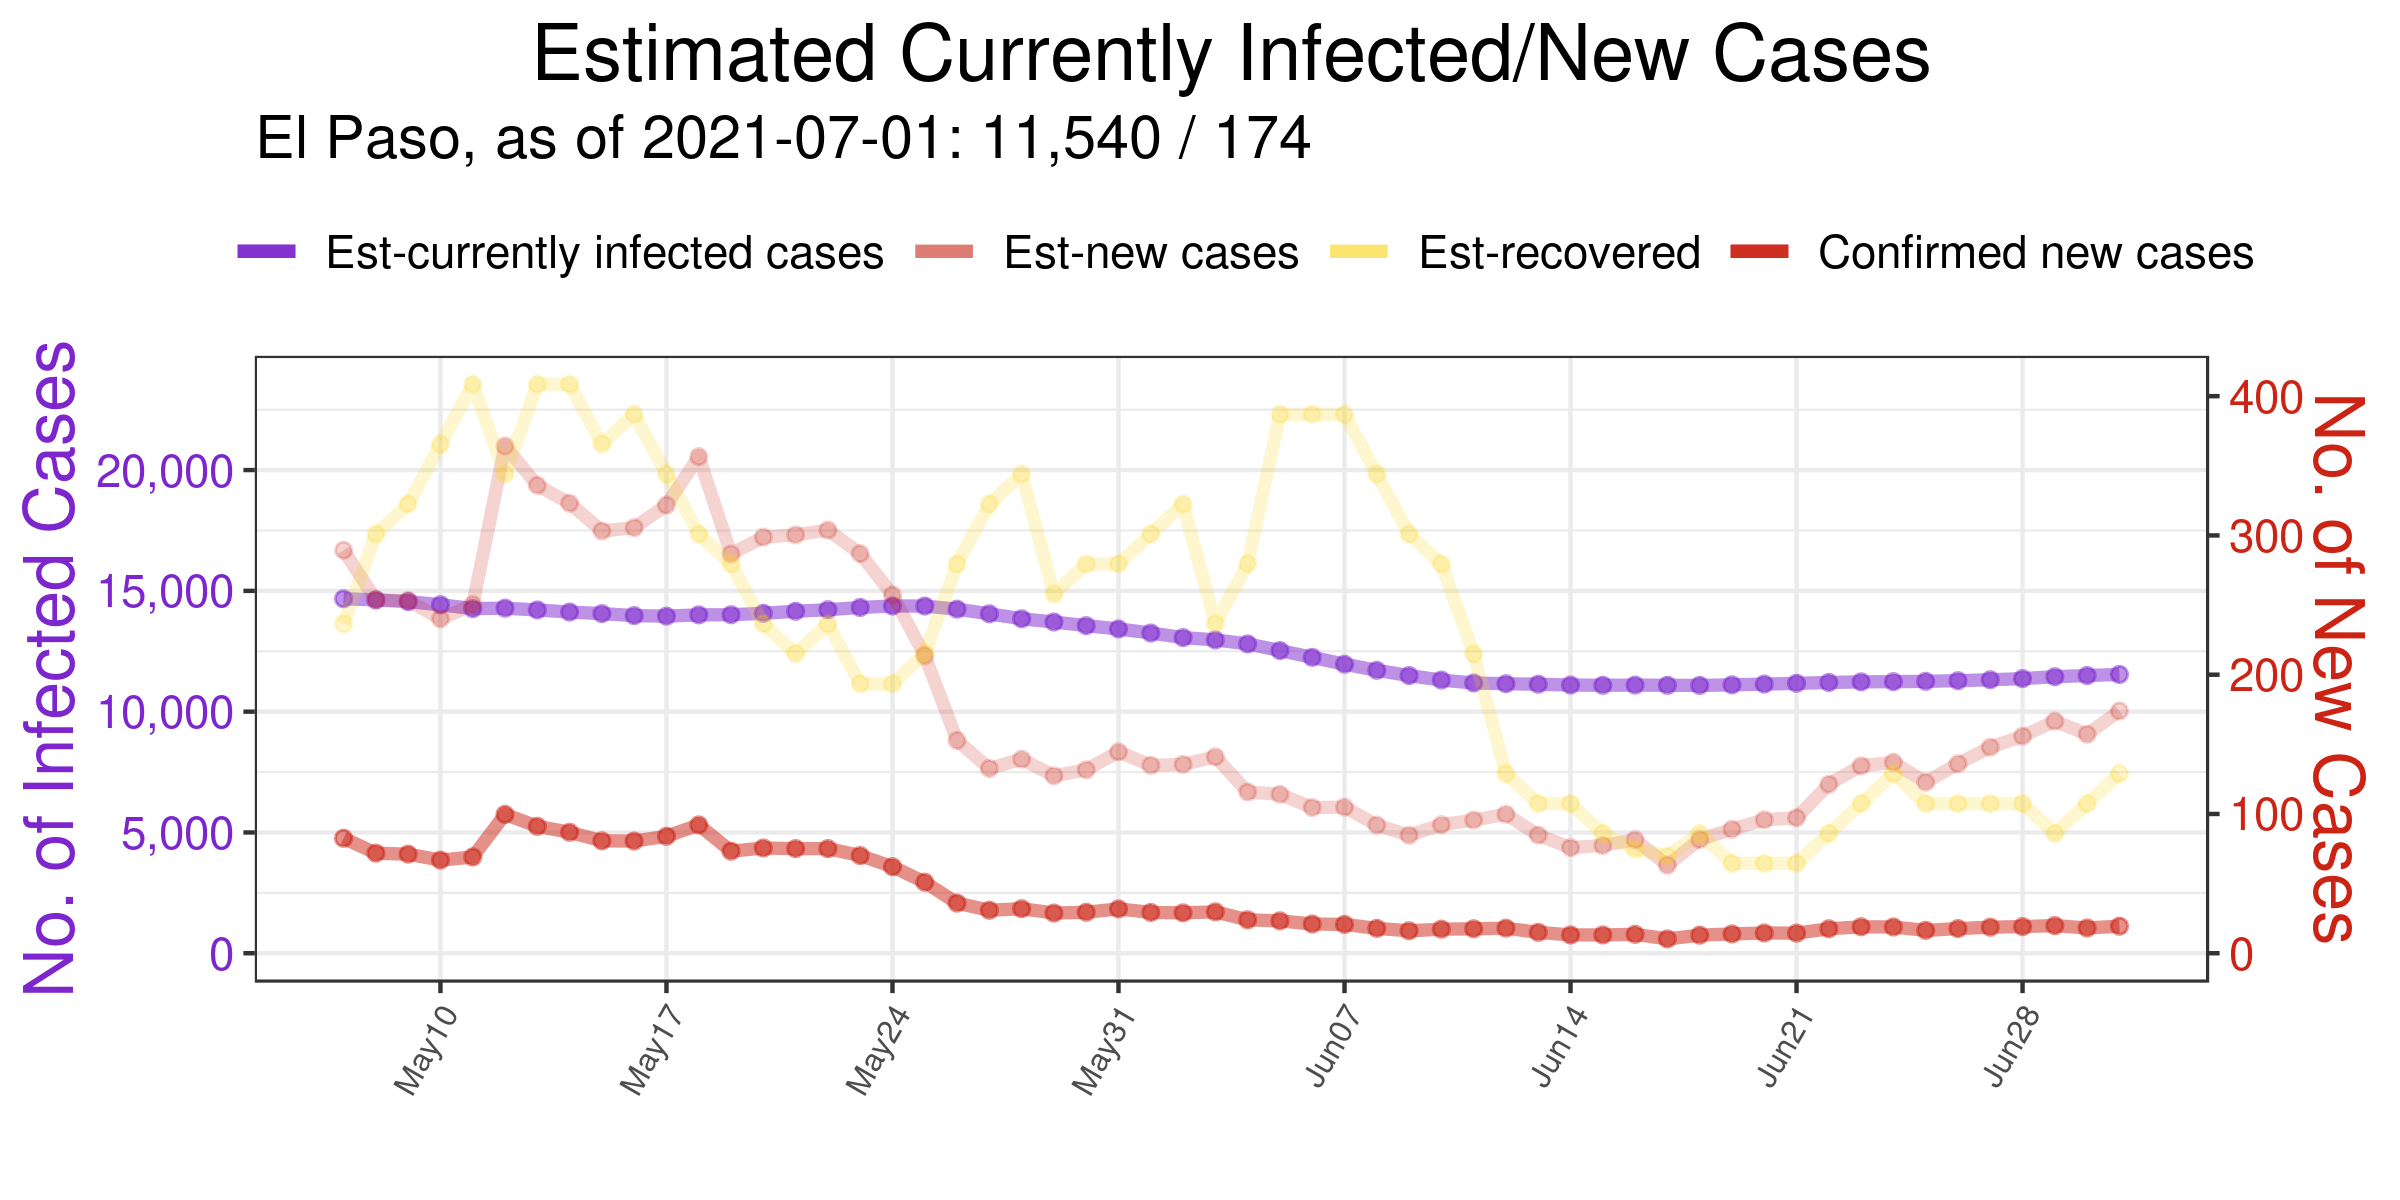 Estimated Currently Infected/New Cases
El Paso, as of 2021-07-01: 11,540 / 174
Est-currently infected cases Est-new cases Est-recovered Confirmed new cases
No. of Infected Cases
20,000
15,000
10,000
5,000
0
400
300
200
100
0
No. of New Cases
May10 May17 May24 May31 Jun07 Jun14 Jun21 Jun28